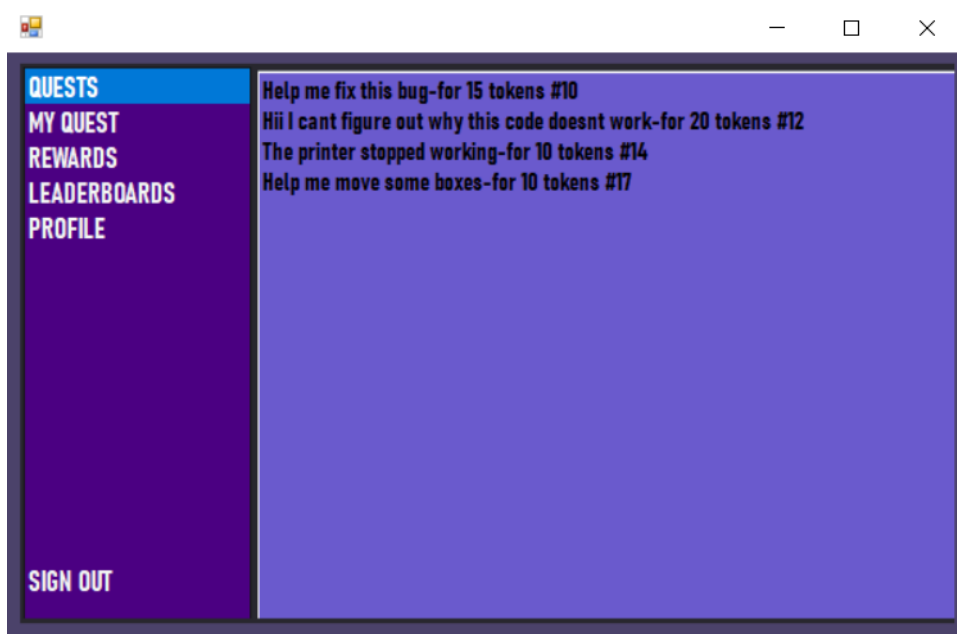 QUESTS
MY QUEST
REWARDS
LEADERBOARDS
PROFILE
SIGN OUT
Help me fix this bug-for 15 tokens #10
Hii I cant figure out why this code doesnt work-for 20 tokens #12
The printer stopped working-for 10 tokens #14
Help me move some boxes-for 10 tokens #17